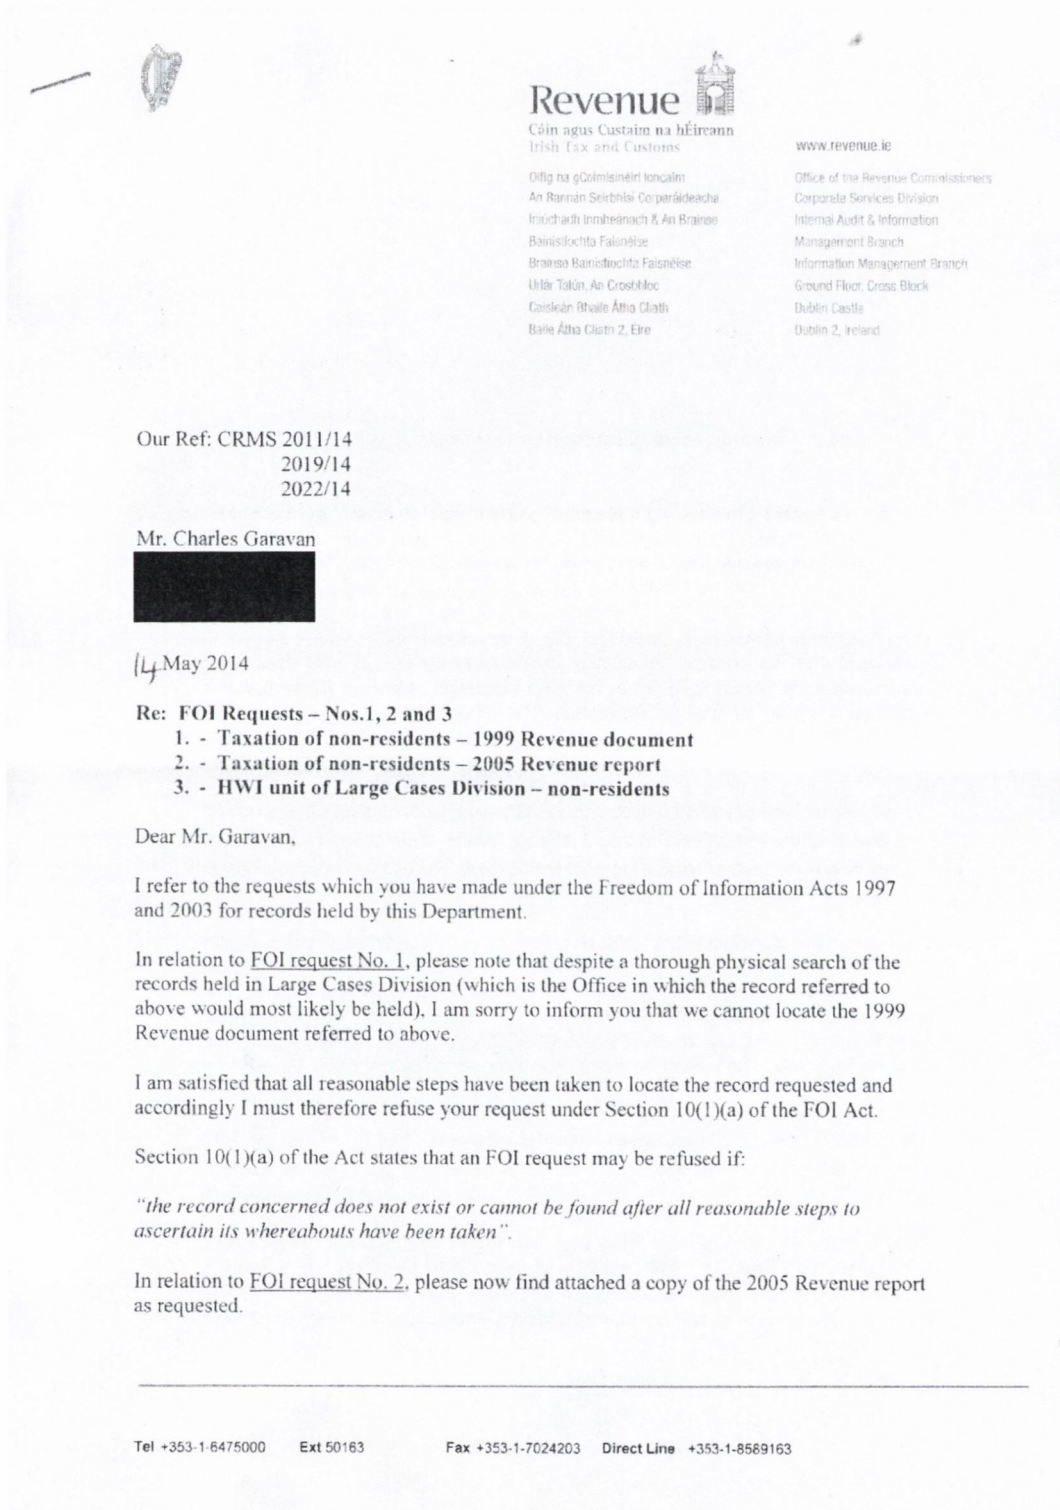 Revenue
Cáin agus Custaim na hÉireann
Irish Tax and Customs
www.revenue.ie
Oifig na gCoimisinéirí Ioncaim
An Rannán Seirbhísí Corparáideacha
Iniúchadh Inmheánach & An Brainse
Bainistíochta Faisnéise
Brainse Bainistíochta Faisnéise
Urlár Talún, An Crosbhloc
Caisleán Bhaile Átha Cliath
Baile Átha Cliath 2, Éire
Office of the Revenue Commissioners
Corporate Services Division
Internal Audit & Information
Management Branch
Information Management Branch
Ground Floor, Cross Block
Dublin Castle
Dublin 2, Ireland
Our Ref: CRMS 2011/14
2019/14
2022/14
Mr. Charles Garavan
14 May 2014
Re: FOI Requests – Nos.1, 2 and 3
1. - Taxation of non-residents – 1999 Revenue document
2. - Taxation of non-residents – 2005 Revenue report
3. - HWI unit of Large Cases Division – non-residents
Dear Mr. Garavan,
I refer to the requests which you have made under the Freedom of Information Acts 1997
and 2003 for records held by this Department.
In relation to FOI request No. 1, please note that despite a thorough physical search of the
records held in Large Cases Division (which is the Office in which the record referred to
above would most likely be held), I am sorry to inform you that we cannot locate the 1999
Revenue document referred to above.
I am satisfied that all reasonable steps have been taken to locate the record requested and
accordingly I must therefore refuse your request under Section 10(1)(a) of the FOI Act.
Section 10(1)(a) of the Act states that an FOI request may be refused if:
"the record concerned does not exist or cannot be found after all reasonable steps to
ascertain its whereabouts have been taken".
In relation to FOI request No. 2, please now find attached a copy of the 2005 Revenue report
as requested.
Tel +353-1-6475000 Ext 50163 Fax +353-1-7024203 Direct Line +353-1-8589163